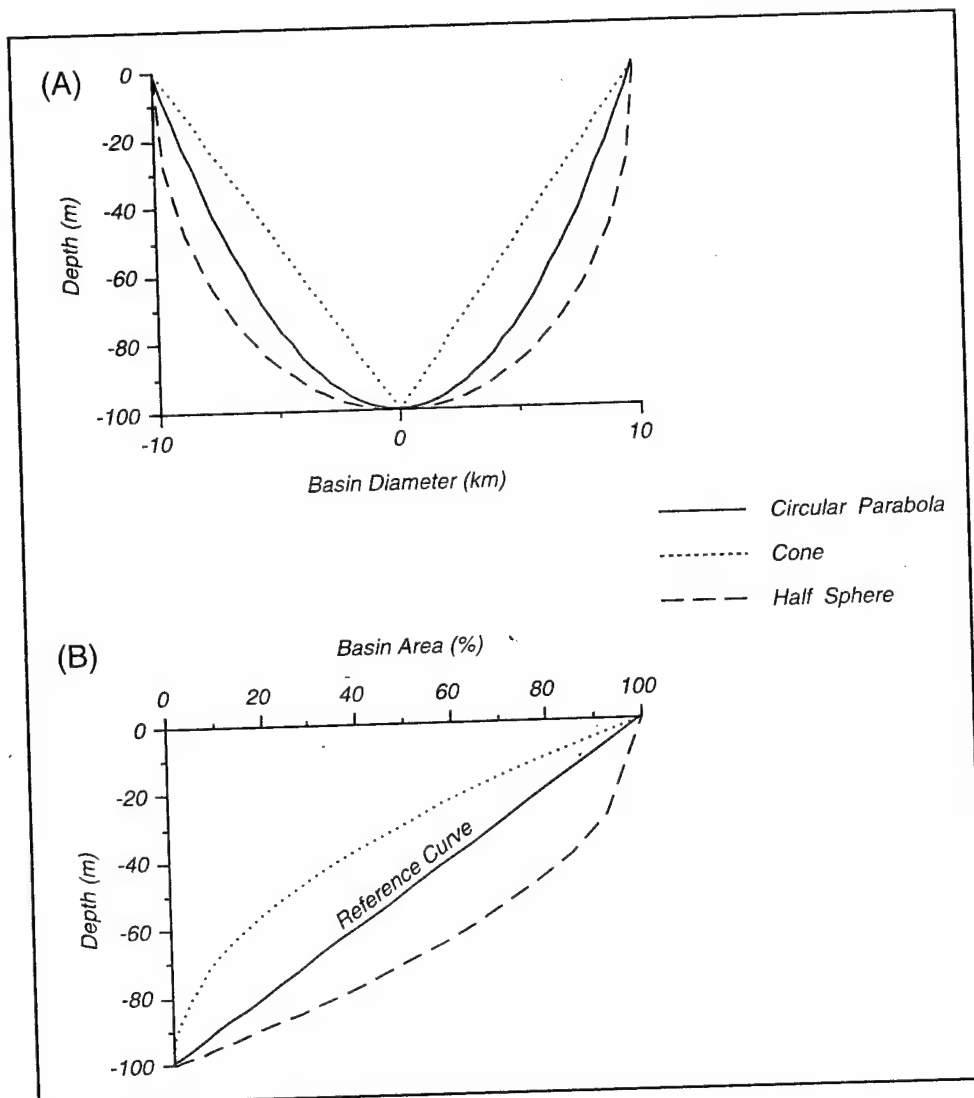 (A)
0
-20
-40
-60
-80
-100
Depth (m)
-10 0 10
Basin Diameter (km)
Circular Parabola
Cone
Half Sphere
(B)
Basin Area (%)
0 20 40 60 80 100
0
-20
-40
-60
-80
-100
Depth (m)
Reference Curve